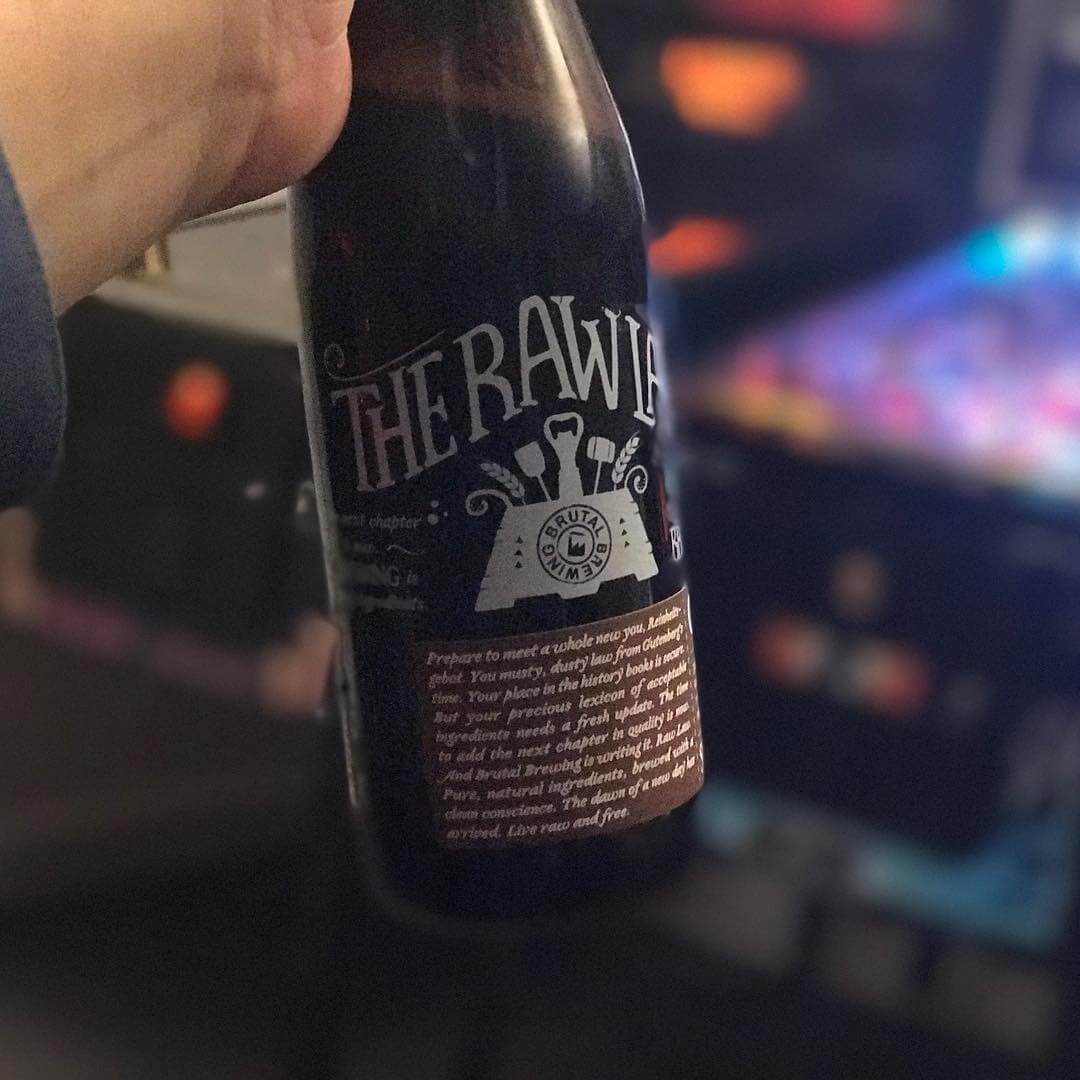 THE RAW LA
next chapter
is
BRUTAL BREWING
Prepare to meet a whole new you, Reinheits-
gebot. You musty, dusty law from Gutenberg's
time. Your place in the history books is secure.
But your precious lexicon of acceptable
ingredients needs a fresh update. The time
to add the next chapter in quality is now.
And Brutal Brewing is writing it. Raw Law.
Pure, natural ingredients, brewed with a
clean conscience. The dawn of a new day has
arrived. Live raw and free.